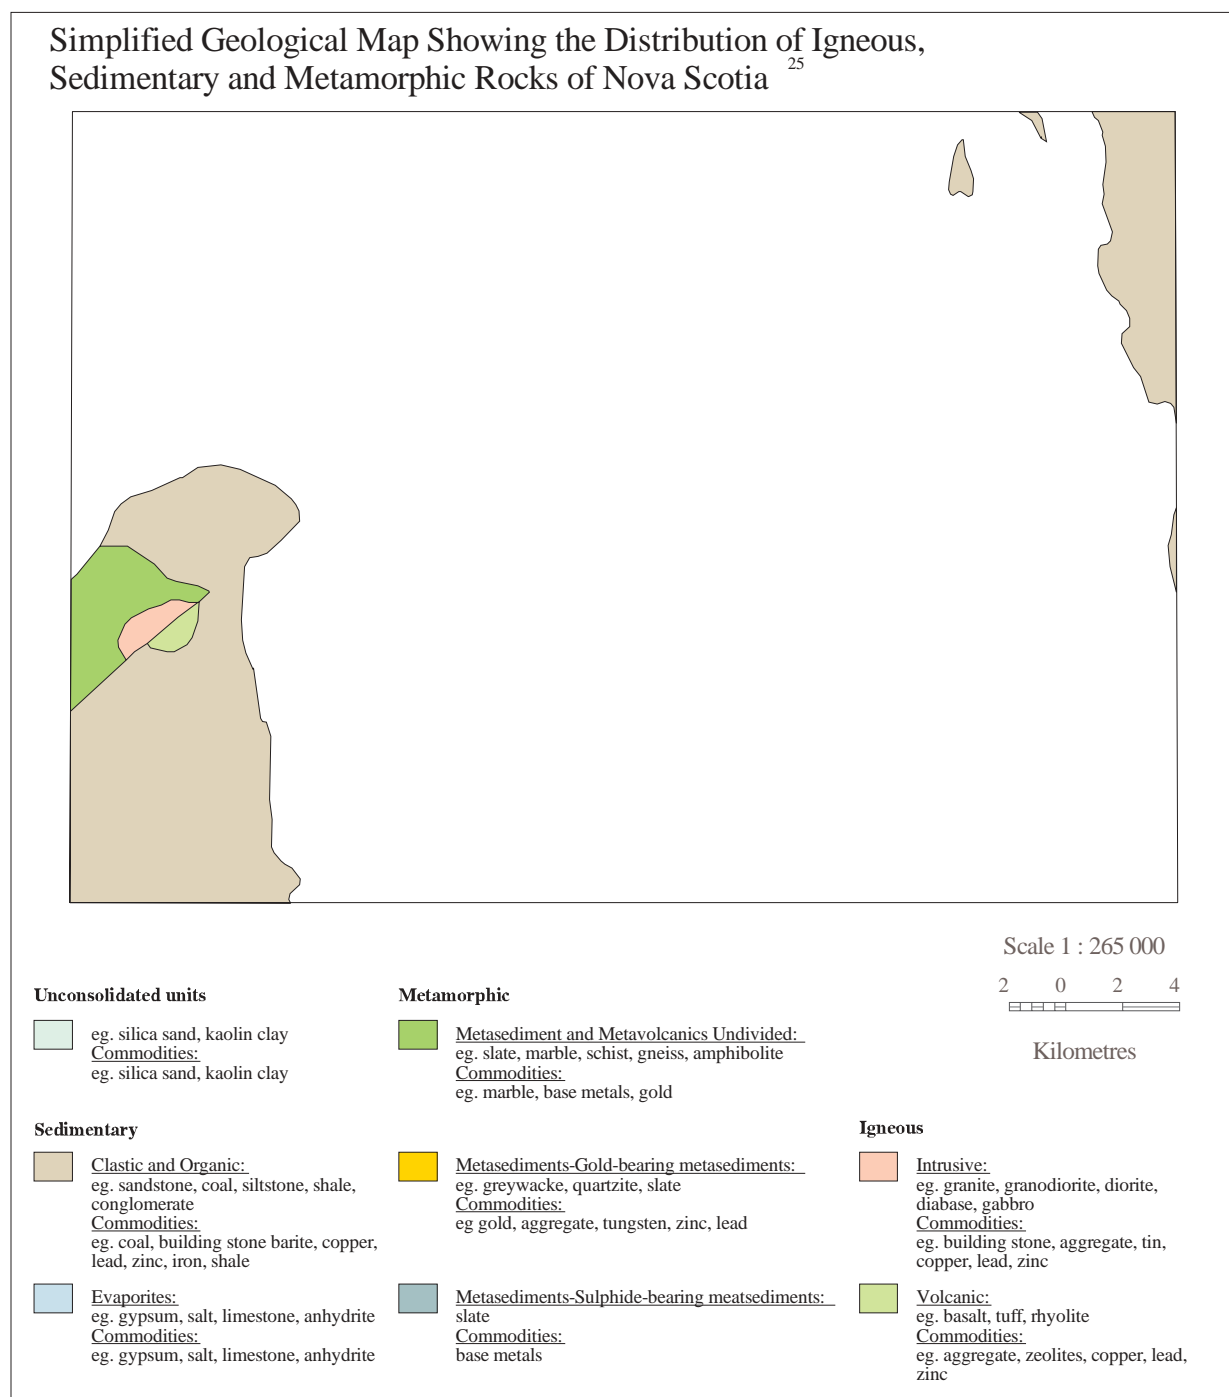 Simplified Geological Map Showing the Distribution of Igneous,
Sedimentary and Metamorphic Rocks of Nova Scotia 25
Scale 1 : 265 000
2 0 2 4
Kilometres
Unconsolidated units
eg. silica sand, kaolin clay
Commodities:
eg. silica sand, kaolin clay
Metamorphic
Metasediment and Metavolcanics Undivided:
eg. slate, marble, schist, gneiss, amphibolite
Commodities:
eg. marble, base metals, gold
Sedimentary
Clastic and Organic:
eg. sandstone, coal, siltstone, shale,
conglomerate
Commodities:
eg. coal, building stone barite, copper,
lead, zinc, iron, shale
Metasediments-Gold-bearing metasediments:
eg. greywacke, quartzite, slate
Commodities:
eg gold, aggregate, tungsten, zinc, lead
Igneous
Intrusive:
eg. granite, granodiorite, diorite,
diabase, gabbro
Commodities:
eg. building stone, aggregate, tin,
copper, lead, zinc
Evaporites:
eg. gypsum, salt, limestone, anhydrite
Commodities:
eg. gypsum, salt, limestone, anhydrite
Metasediments-Sulphide-bearing meatsediments:
slate
Commodities:
base metals
Volcanic:
eg. basalt, tuff, rhyolite
Commodities:
eg. aggregate, zeolites, copper, lead,
zinc